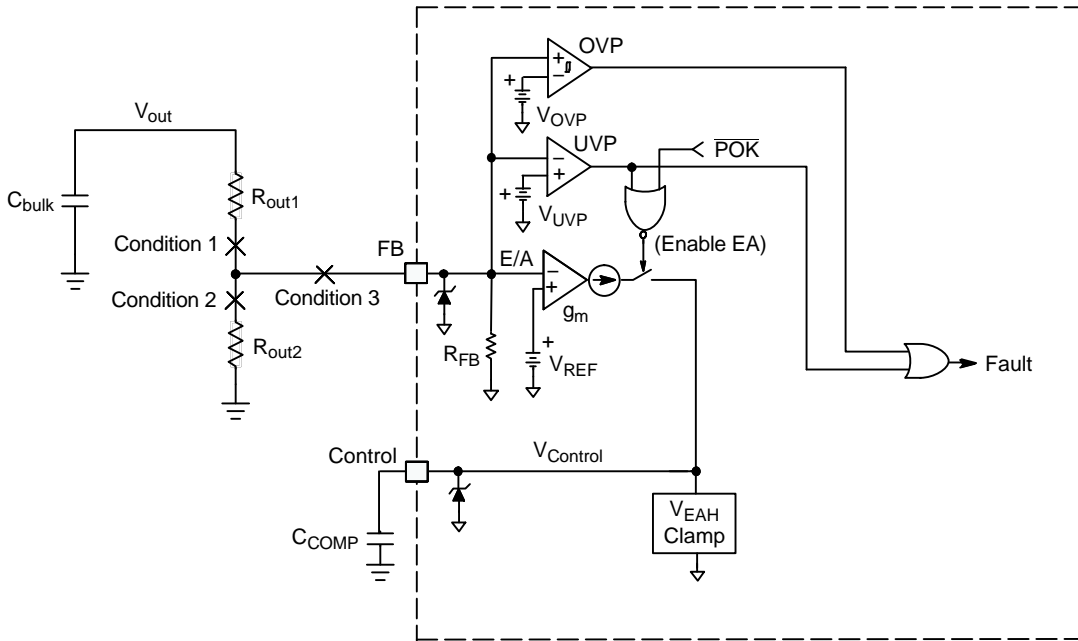 OVP
+
−
+
V_OVP
V_out
UVP
−
+
+
V_UVP
POK
C_bulk
R_out1
Condition 1
FB
E/A
(Enable EA)
Condition 2
Condition 3
−
+
g_m
R_out2
R_FB
+
V_REF
Fault
Control
V_Control
C_COMP
V_EAH
Clamp